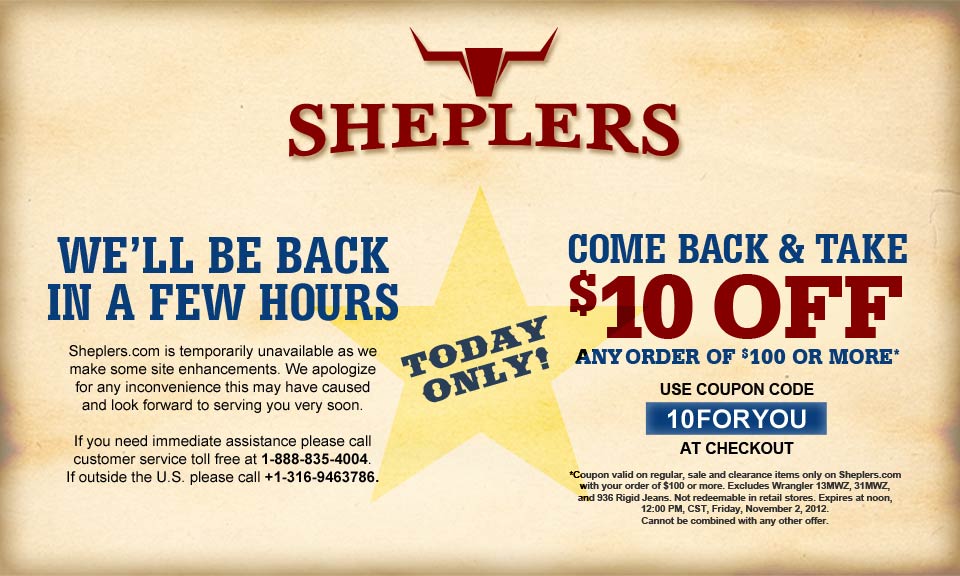 SHEPLERS
WE'LL BE BACK
IN A FEW HOURS
Sheplers.com is temporarily unavailable as we
make some site enhancements. We apologize
for any inconvenience this may have caused
and look forward to serving you very soon.
If you need immediate assistance please call
customer service toll free at 1-888-835-4004.
If outside the U.S. please call +1-316-9463786.
TODAY
ONLY!
COME BACK & TAKE
$10 OFF
ANY ORDER OF $100 OR MORE*
USE COUPON CODE
10FORYOU
AT CHECKOUT
*Coupon valid on regular, sale and clearance items only on Sheplers.com
with your order of $100 or more. Excludes Wrangler 13MWZ, 31MWZ,
and 936 Rigid Jeans. Not redeemable in retail stores. Expires at noon,
12:00 PM, CST, Friday, November 2, 2012.
Cannot be combined with any other offer.